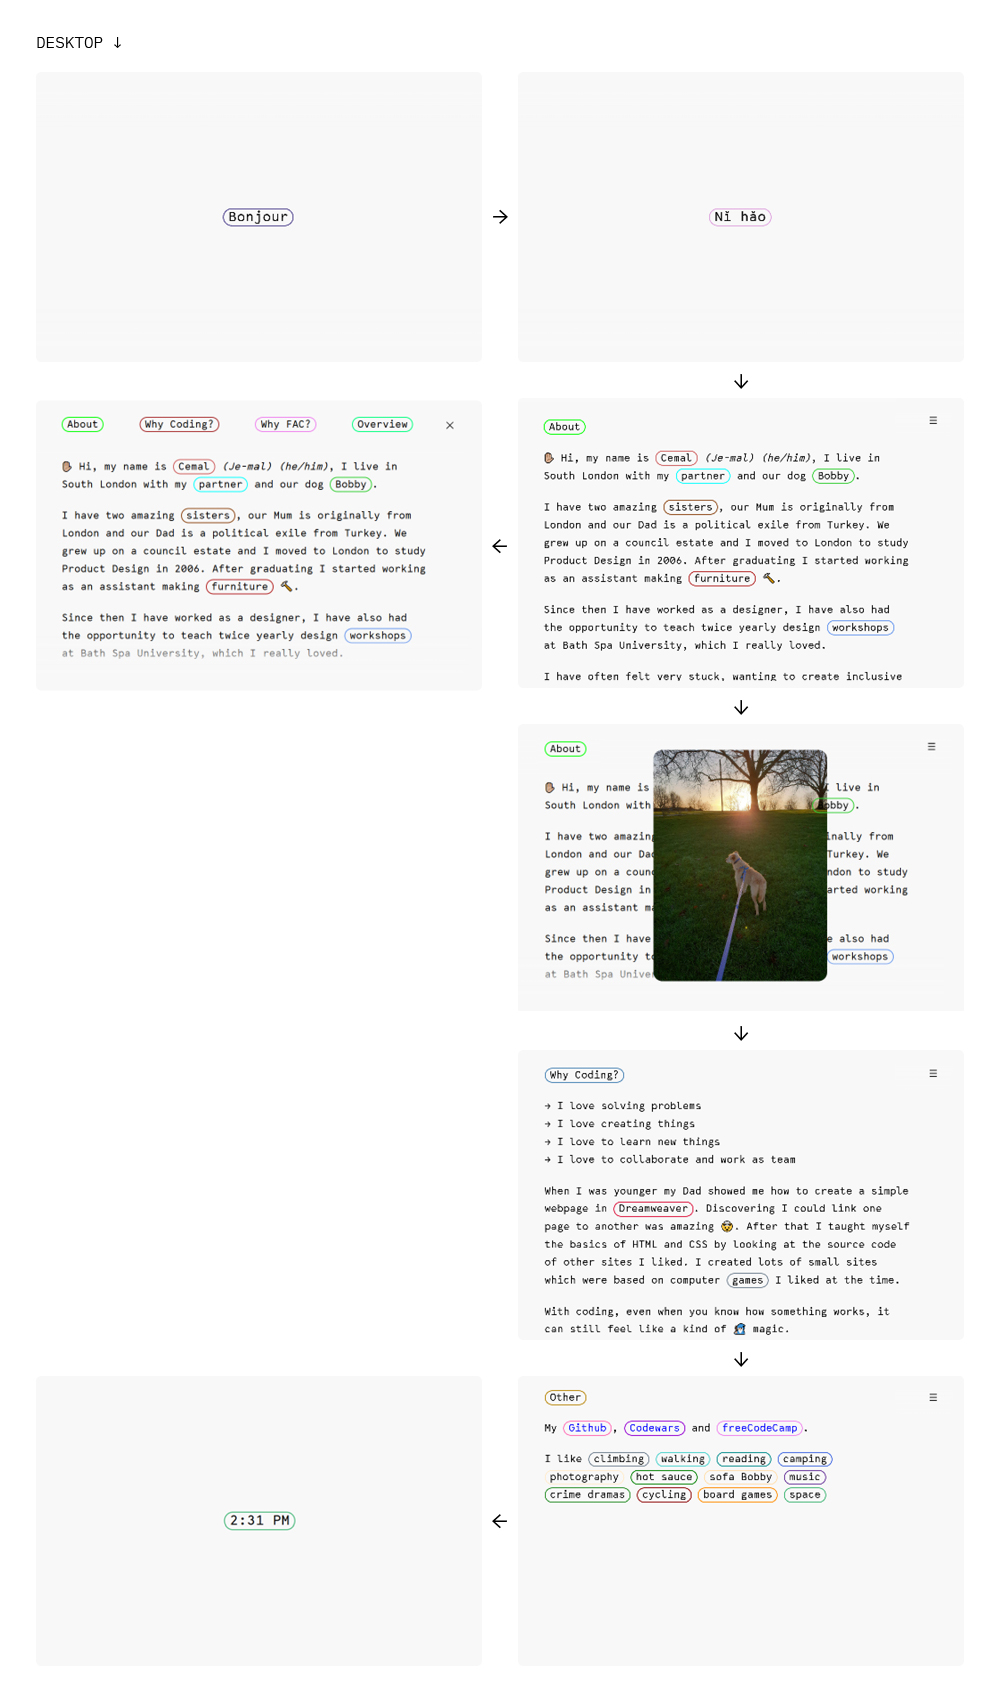 DESKTOP ↓
Bonjour
→
Nǐ hǎo
↓
About
Why Coding?
Why FAC?
Overview
×
✋🏽 Hi, my name is Cemal (Je-mal) (he/him), I live in
South London with my partner and our dog Bobby.
I have two amazing sisters, our Mum is originally from
London and our Dad is a political exile from Turkey. We
grew up on a council estate and I moved to London to study
Product Design in 2006. After graduating I started working
as an assistant making furniture 🔨.
Since then I have worked as a designer, I have also had
the opportunity to teach twice yearly design workshops
at Bath Spa University, which I really loved.
←
About
☰
✋🏽 Hi, my name is Cemal (Je-mal) (he/him), I live in
South London with my partner and our dog Bobby.
I have two amazing sisters, our Mum is originally from
London and our Dad is a political exile from Turkey. We
grew up on a council estate and I moved to London to study
Product Design in 2006. After graduating I started working
as an assistant making furniture 🔨.
Since then I have worked as a designer, I have also had
the opportunity to teach twice yearly design workshops
at Bath Spa University, which I really loved.
I have often felt very stuck, wanting to create inclusive
↓
About
☰
✋🏽 Hi, my name is I live in
South London with obby.
I have two amazing inally from
London and our Dad Turkey. We
grew up on a coun ndon to study
Product Design in arted working
as an assistant m
Since then I have e also had
the opportunity to workshops
at Bath Spa Univer
↓
Why Coding?
☰
→ I love solving problems
→ I love creating things
→ I love to learn new things
→ I love to collaborate and work as team
When I was younger my Dad showed me how to create a simple
webpage in Dreamweaver. Discovering I could link one
page to another was amazing 🤯. After that I taught myself
the basics of HTML and CSS by looking at the source code
of other sites I liked. I created lots of small sites
which were based on computer games I liked at the time.
With coding, even when you know how something works, it
can still feel like a kind of 🧙 magic.
↓
Other
☰
My Github, Codewars and freeCodeCamp.
I like climbing walking reading camping
photography hot sauce sofa Bobby music
crime dramas cycling board games space
←
2:31 PM